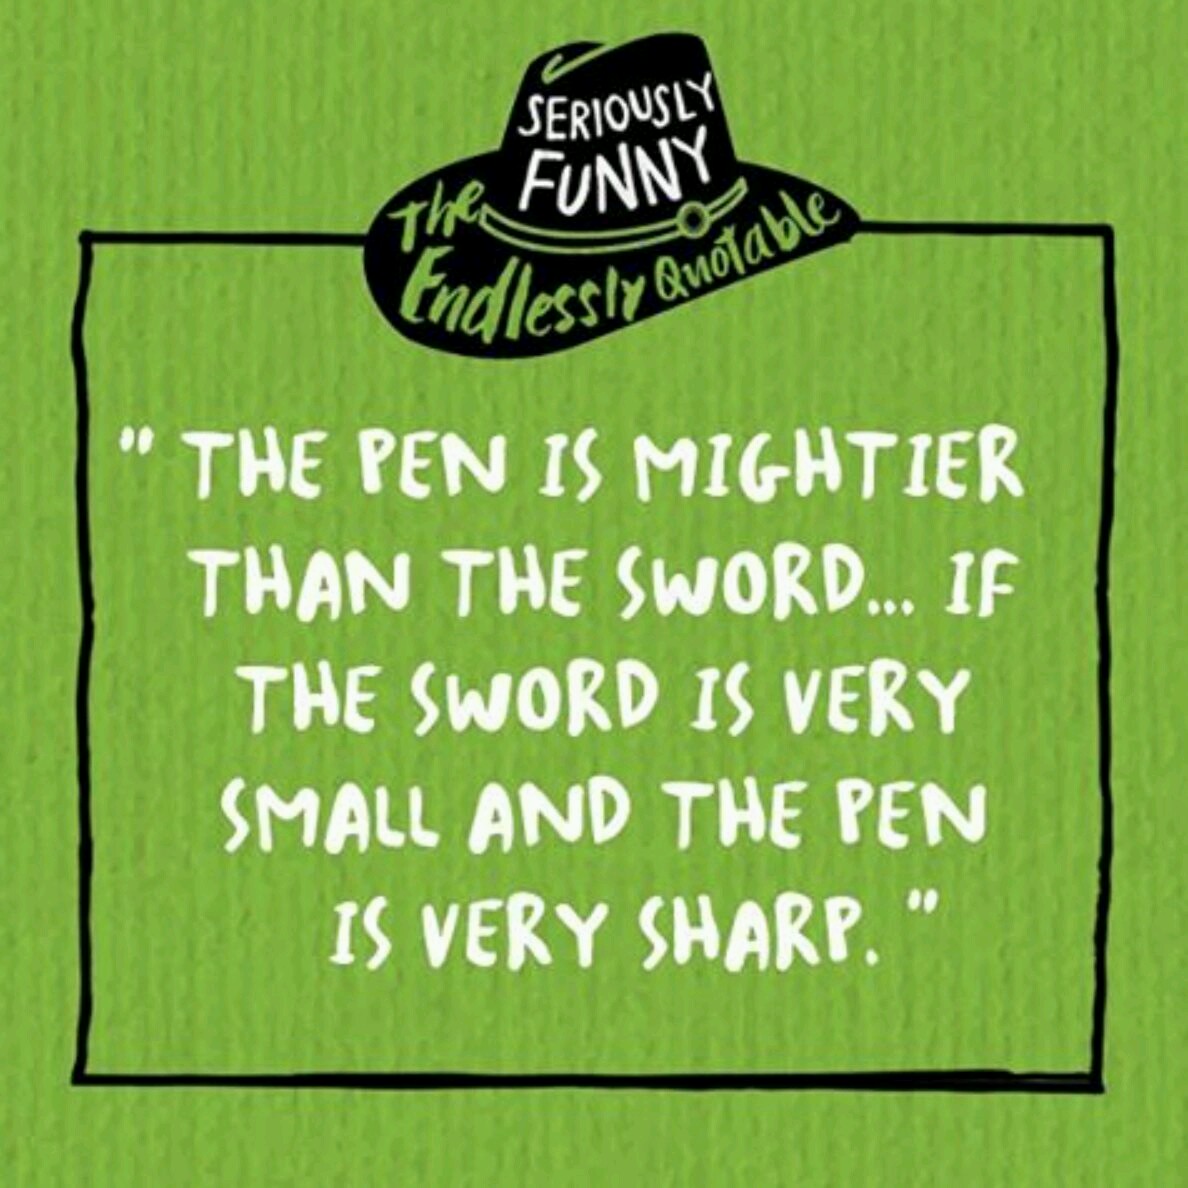 SERIOUSLY
FUNNY
The
Endlessly Quotable
" THE PEN IS MIGHTIER
THAN THE SWORD... IF
THE SWORD IS VERY
SMALL AND THE PEN
IS VERY SHARP. "